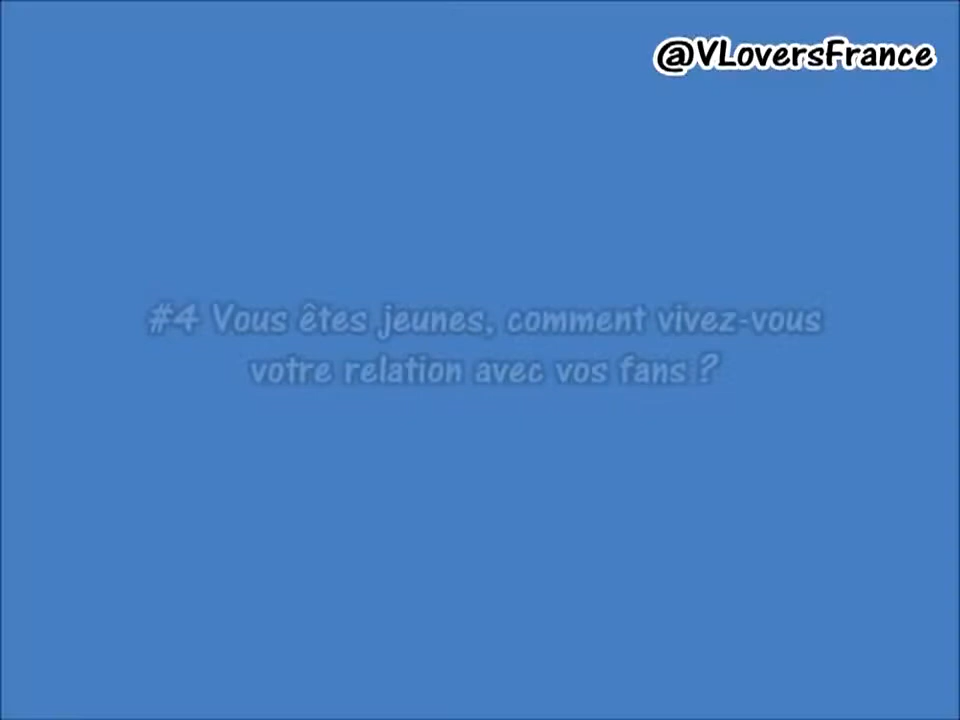 @VLoversFrance
#4 Vous êtes jeunes, comment vivez-vous
votre relation avec vos fans ?